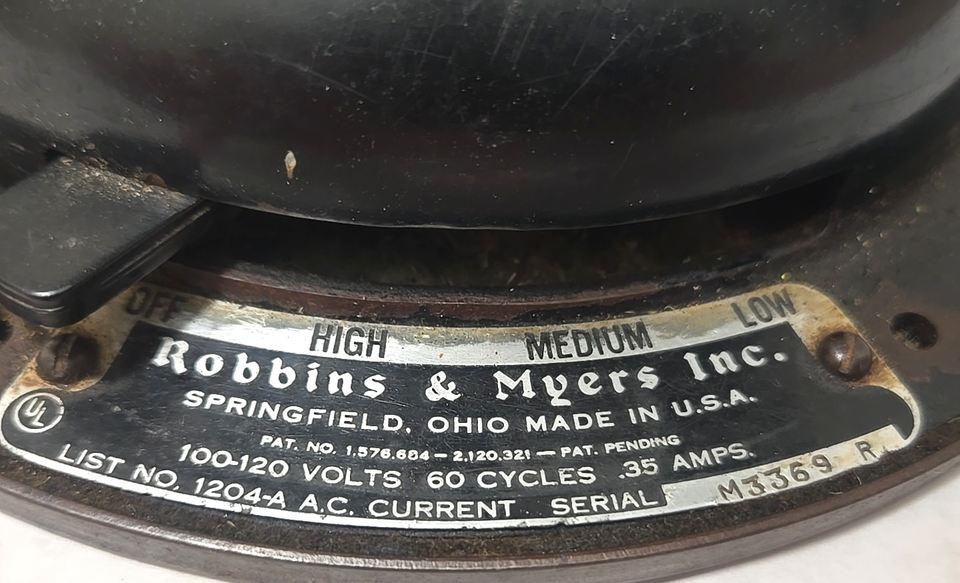 OFF HIGH MEDIUM LOW
Robbins & Myers Inc.
SPRINGFIELD, OHIO MADE IN U.S.A.
PAT. NO. 1,576,684 – 2,120,321 – PAT. PENDING
100-120 VOLTS 60 CYCLES .35 AMPS.
UL
LIST NO. 1204-A A.C. CURRENT SERIAL M3369 R